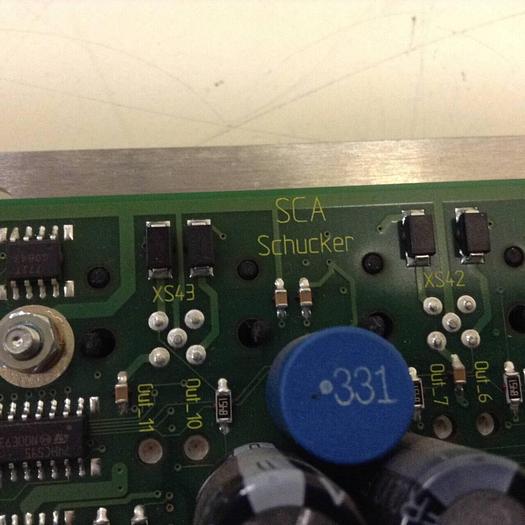 SCA
Schucker
XS43
XS42
331
Out_11
Out_10
Out_7
Out_6